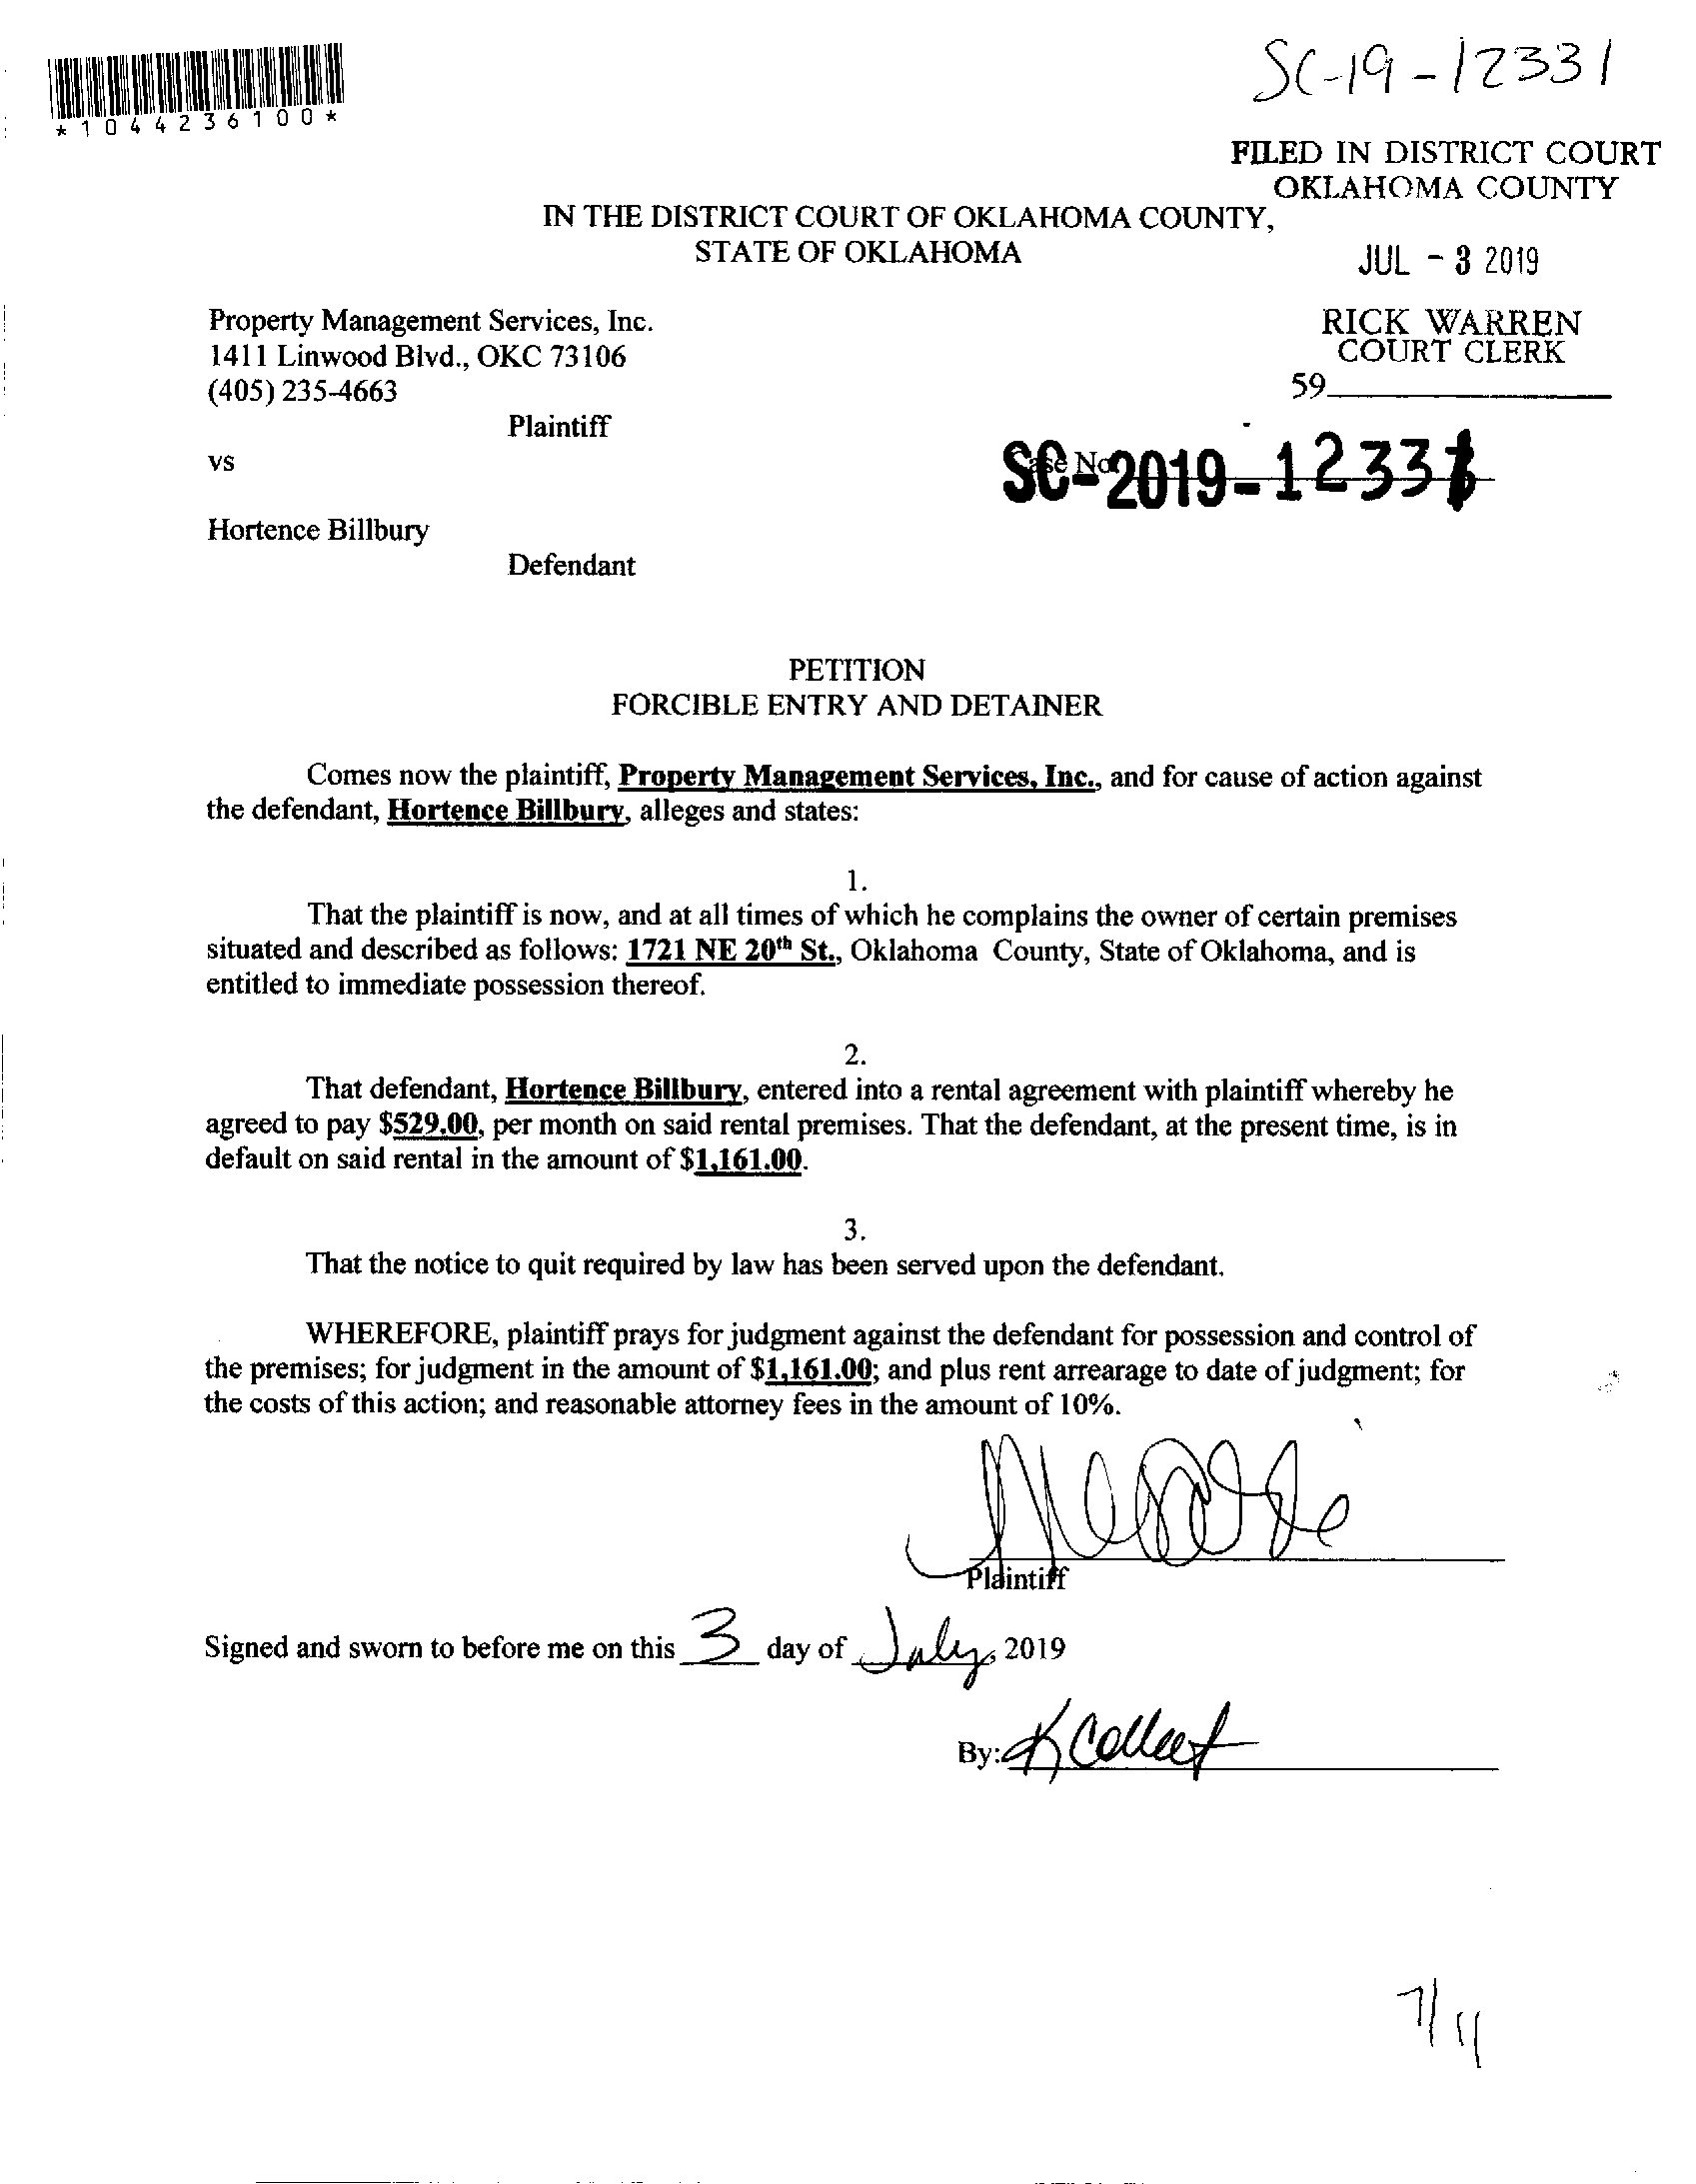 SC-19-12331
*1044236100*
FILED IN DISTRICT COURT
OKLAHOMA COUNTY
IN THE DISTRICT COURT OF OKLAHOMA COUNTY,
STATE OF OKLAHOMA
JUL - 3 2019
Property Management Services, Inc.
RICK WARREN
1411 Linwood Blvd., OKC 73106
COURT CLERK
(405) 235-4663
59
Plaintiff
vs
Case No
SC-2019-12331
Hortence Billbury
Defendant
PETITION
FORCIBLE ENTRY AND DETAINER
Comes now the plaintiff, Property Management Services, Inc., and for cause of action against
the defendant, Hortence Billbury, alleges and states:
1.
That the plaintiff is now, and at all times of which he complains the owner of certain premises
situated and described as follows: 1721 NE 20th St., Oklahoma County, State of Oklahoma, and is
entitled to immediate possession thereof.
2.
That defendant, Hortence Billbury, entered into a rental agreement with plaintiff whereby he
agreed to pay $529.00, per month on said rental premises. That the defendant, at the present time, is in
default on said rental in the amount of $1,161.00.
3.
That the notice to quit required by law has been served upon the defendant.
WHEREFORE, plaintiff prays for judgment against the defendant for possession and control of
the premises; for judgment in the amount of $1,161.00; and plus rent arrearage to date of judgment; for
the costs of this action; and reasonable attorney fees in the amount of 10%.
Plaintiff
Signed and sworn to before me on this 3 day of July, 2019
By:
7/11